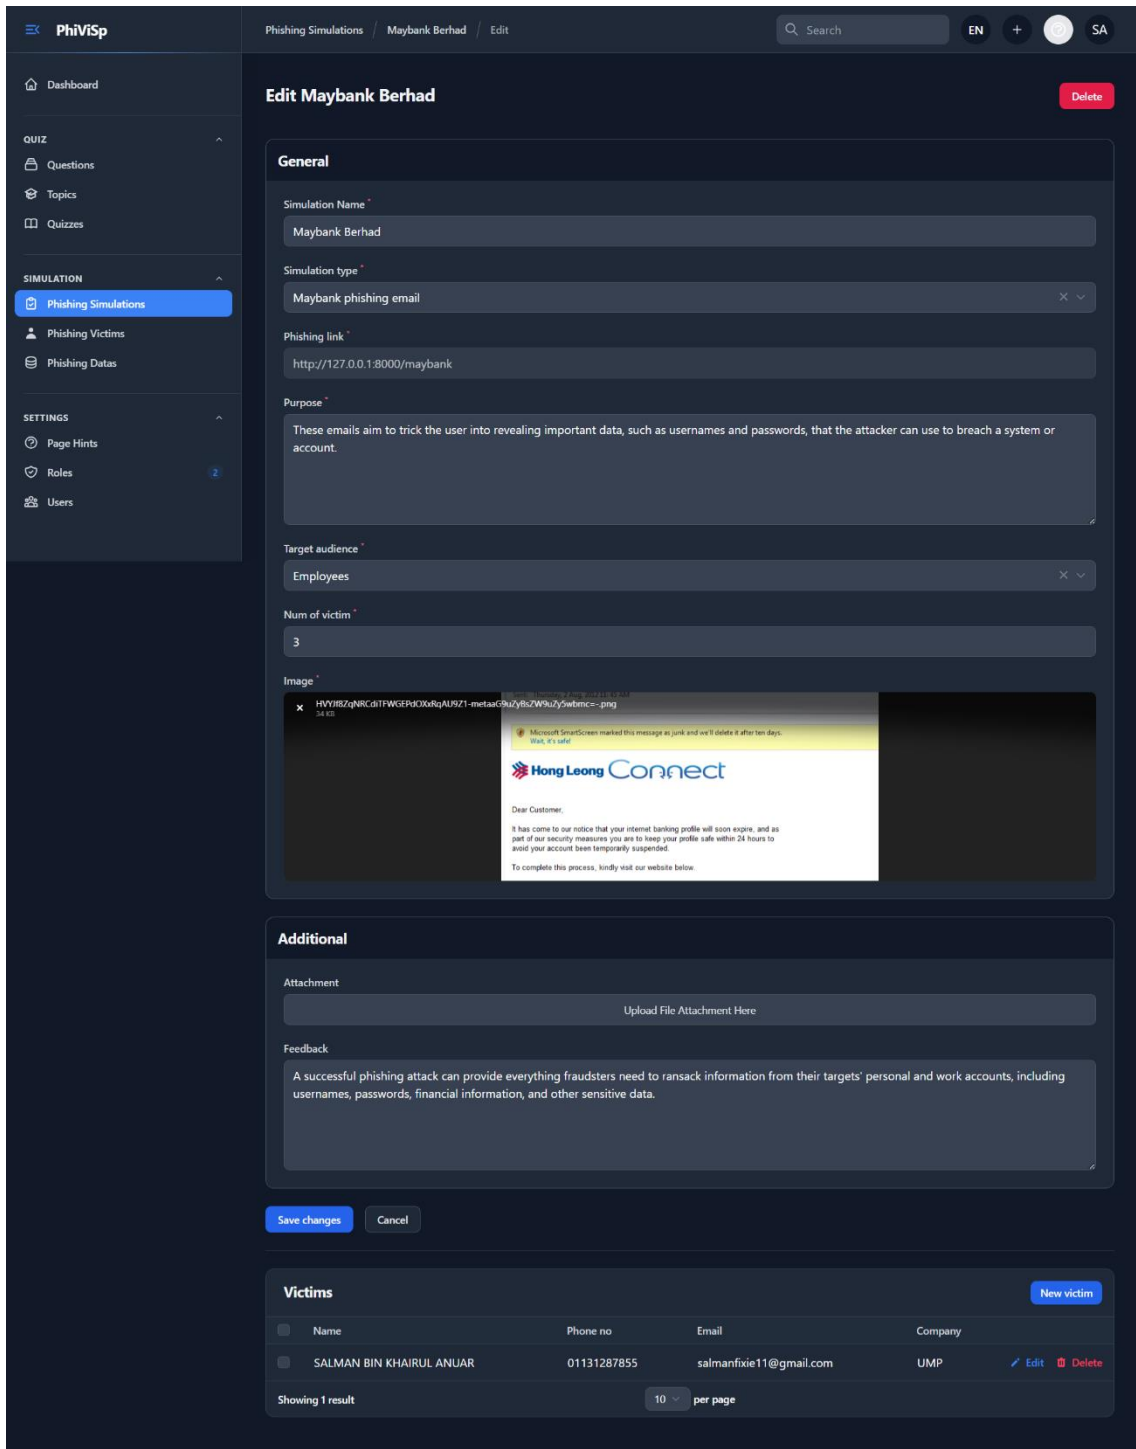 PhiViSp
Phishing Simulations / Maybank Berhad / Edit
Search
EN
+
SA
Dashboard
QUIZ
Questions
Topics
Quizzes
SIMULATION
Phishing Simulations
Phishing Victims
Phishing Datas
SETTINGS
Page Hints
Roles 2
Users
Edit Maybank Berhad
Delete
General
Simulation Name *
Maybank Berhad
Simulation type *
Maybank phishing email
Phishing link *
http://127.0.0.1:8000/maybank
Purpose *
These emails aim to trick the user into revealing important data, such as usernames and passwords, that the attacker can use to breach a system or
account.
Target audience *
Employees
Num of victim *
3
Image *
34 KB
Microsoft SmartScreen marked this message as junk and we'll delete it after ten days.
Wait, it's safe!
Hong Leong Connect
Dear Customer,
It has come to our notice that your internet banking profile will soon expire, and as
part of our security measures you are to keep your profile safe within 24 hours to
avoid your account been temporarily suspended.
To complete this process, kindly visit our website below.
Additional
Attachment
Upload File Attachment Here
Feedback
A successful phishing attack can provide everything fraudsters need to ransack information from their targets' personal and work accounts, including
usernames, passwords, financial information, and other sensitive data.
Save changes
Cancel
Victims
New victim
Name Phone no Email Company
SALMAN BIN KHAIRUL ANUAR 01131287855 salmanfixie11@gmail.com UMP Edit Delete
Showing 1 result
10 per page